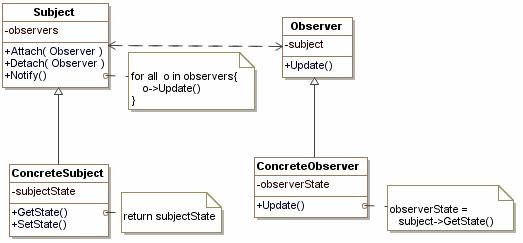 Subject
-observers
+Attach( Observer )
+Detach( Observer )
+Notify()
for all  o in observers{
o->Update()
}
Observer
-subject
+Update()
ConcreteSubject
-subjectState
+GetState()
+SetState()
return subjectState
ConcreteObserver
-observerState
+Update()
observerState =
subject->GetState()